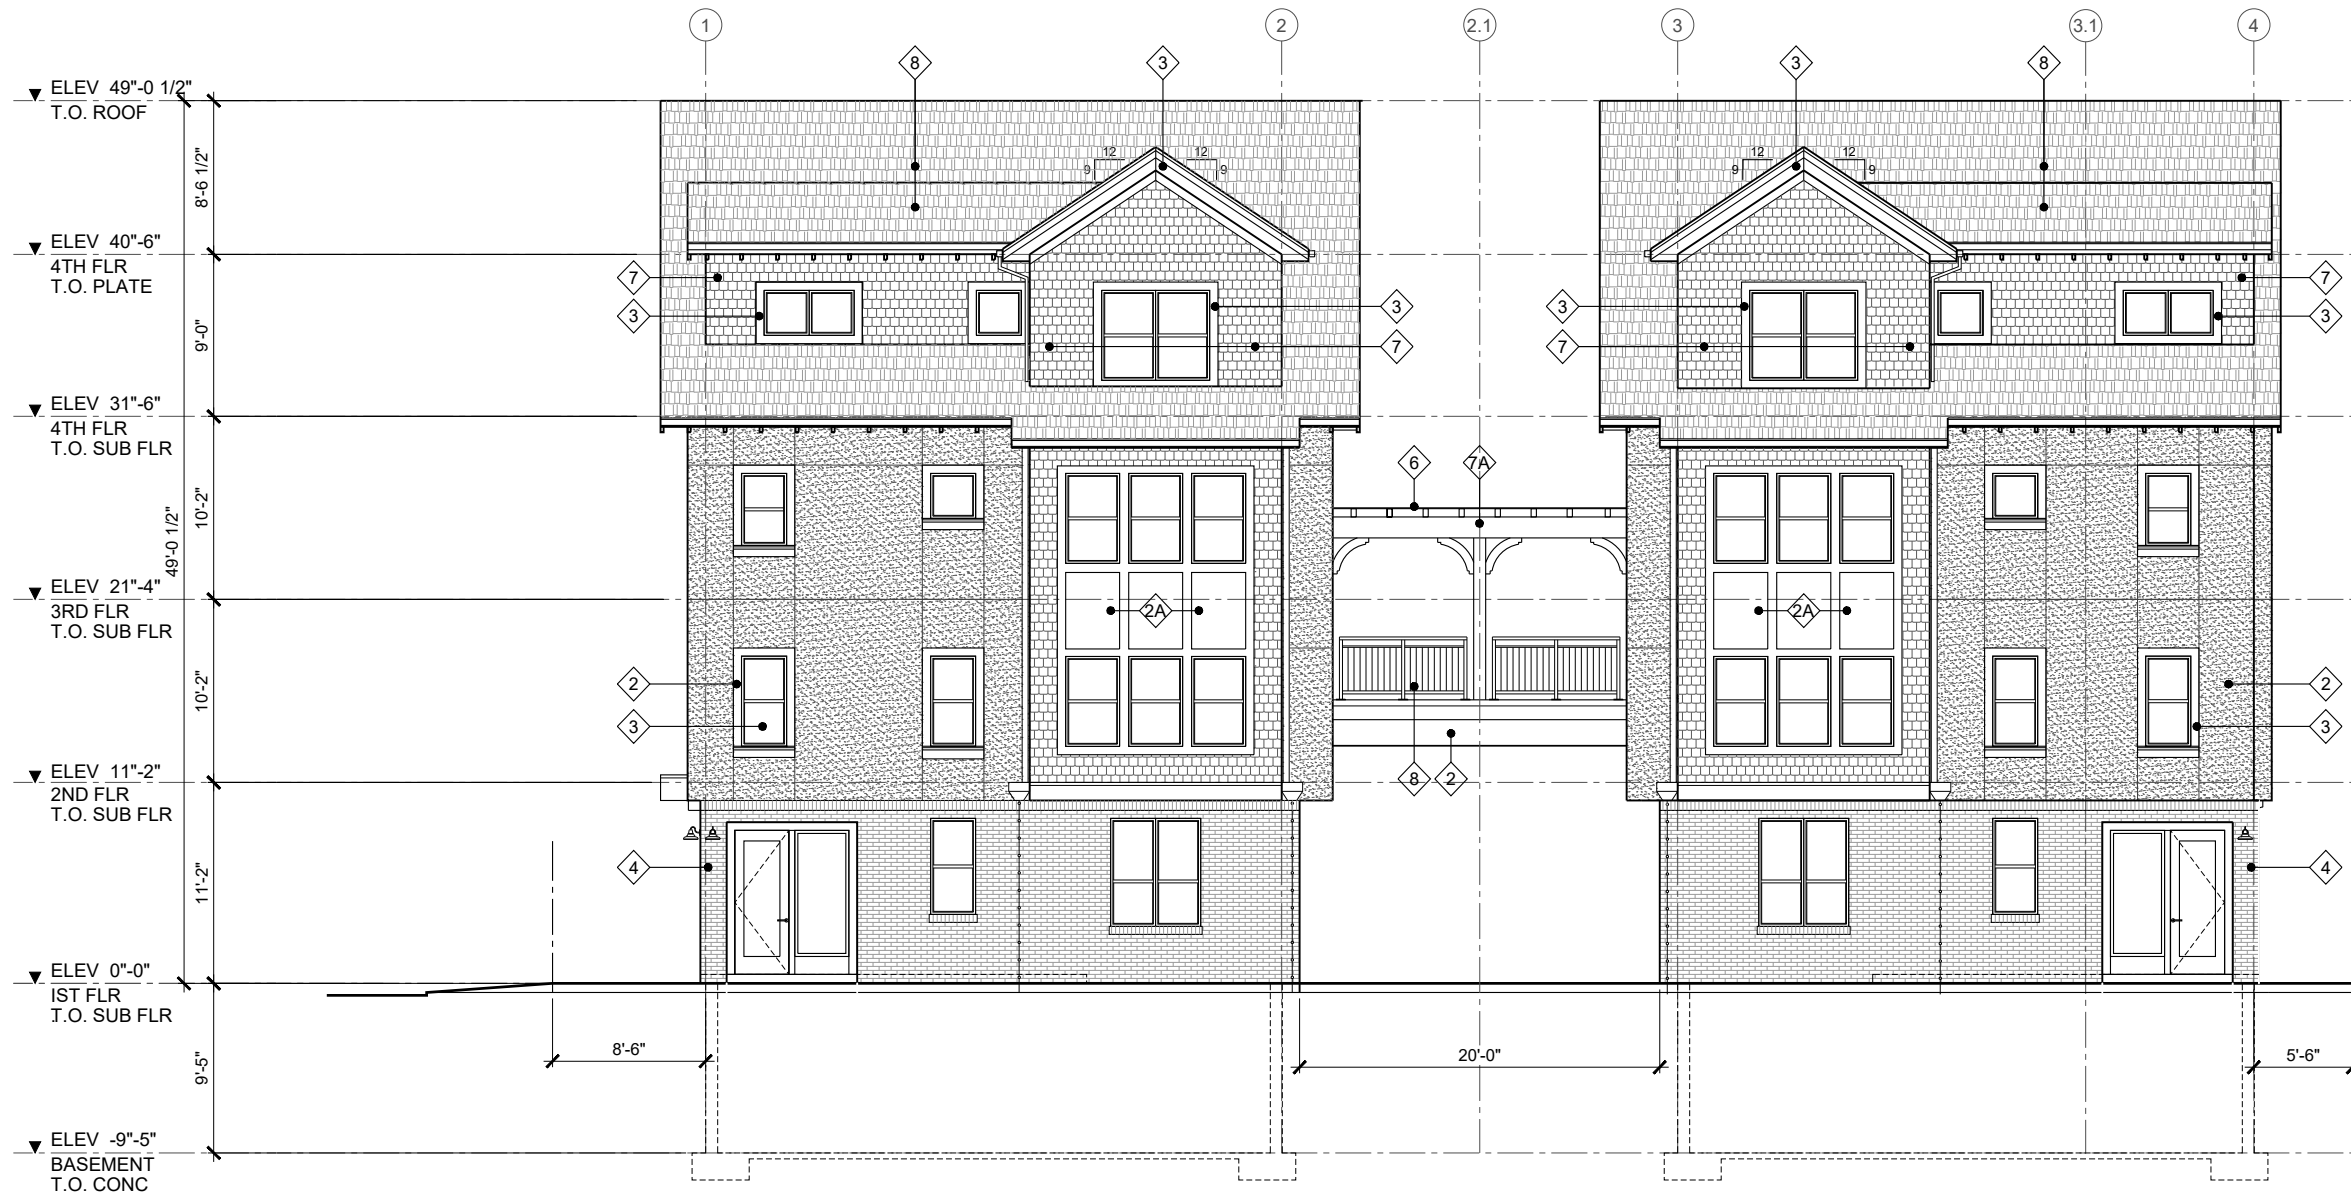 1
2
2.1
3
3.1
4
8
3
3
8
ELEV 49"-0 1/2"
T.O. ROOF
12
12
9
9
12
12
9
9
8'-6 1/2"
ELEV 40"-6"
4TH FLR
T.O. PLATE
7
3
3
7
3
7
7
3
9'-0"
ELEV 31"-6"
4TH FLR
T.O. SUB FLR
6
7A
10'-2"
49'-0 1/2"
ELEV 21"-4"
3RD FLR
T.O. SUB FLR
2A
2A
2
3
2
3
10'-2"
ELEV 11"-2"
2ND FLR
T.O. SUB FLR
8
2
4
4
11'-2"
ELEV 0"-0"
IST FLR
T.O. SUB FLR
8'-6"
20'-0"
5'-6"
9'-5"
ELEV -9"-5"
BASEMENT
T.O. CONC